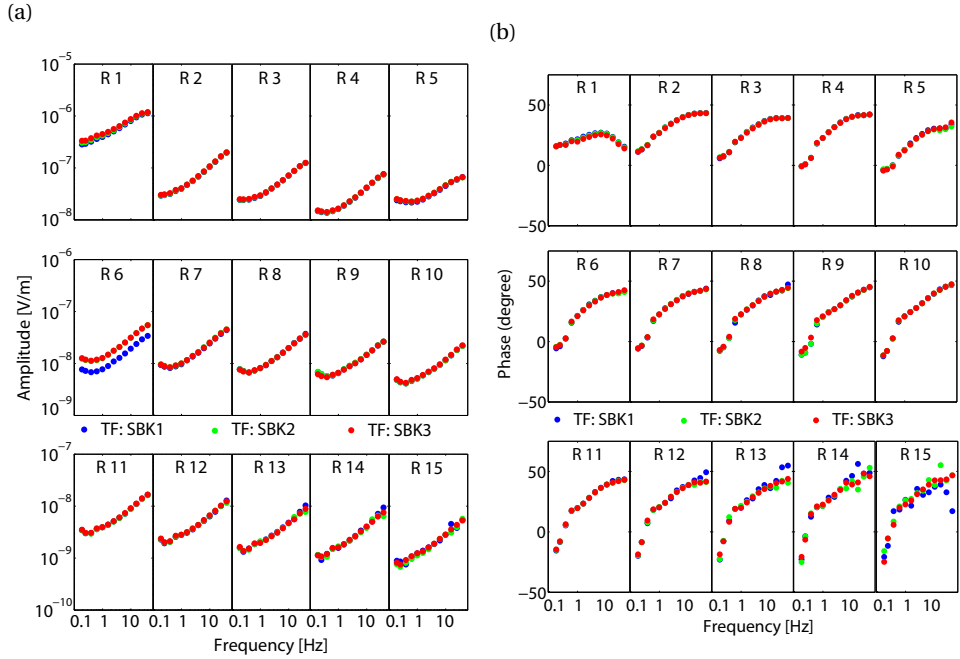 (a)
10⁻⁵
10⁻⁶
10⁻⁷
10⁻⁸
R 1 R 2 R 3 R 4 R 5
10⁻⁶
10⁻⁷
10⁻⁸
10⁻⁹
R 6 R 7 R 8 R 9 R 10
Amplitude [V/m]
TF: SBK1 TF: SBK2 TF: SBK3
10⁻⁷
10⁻⁸
10⁻⁹
10⁻¹⁰
R 11 R 12 R 13 R 14 R 15
0.1 1 10 0.1 1 10 0.1 1 10 0.1 1 10 0.1 1 10
Frequency [Hz]
(b)
50
0
−50
R 1 R 2 R 3 R 4 R 5
50
0
−50
R 6 R 7 R 8 R 9 R 10
Phase (degree)
TF: SBK1 TF: SBK2 TF: SBK3
50
0
−50
R 11 R 12 R 13 R 14 R 15
0.1 1 10 0.1 1 10 0.1 1 10 0.1 1 10 0.1 1 10
Frequency [Hz]